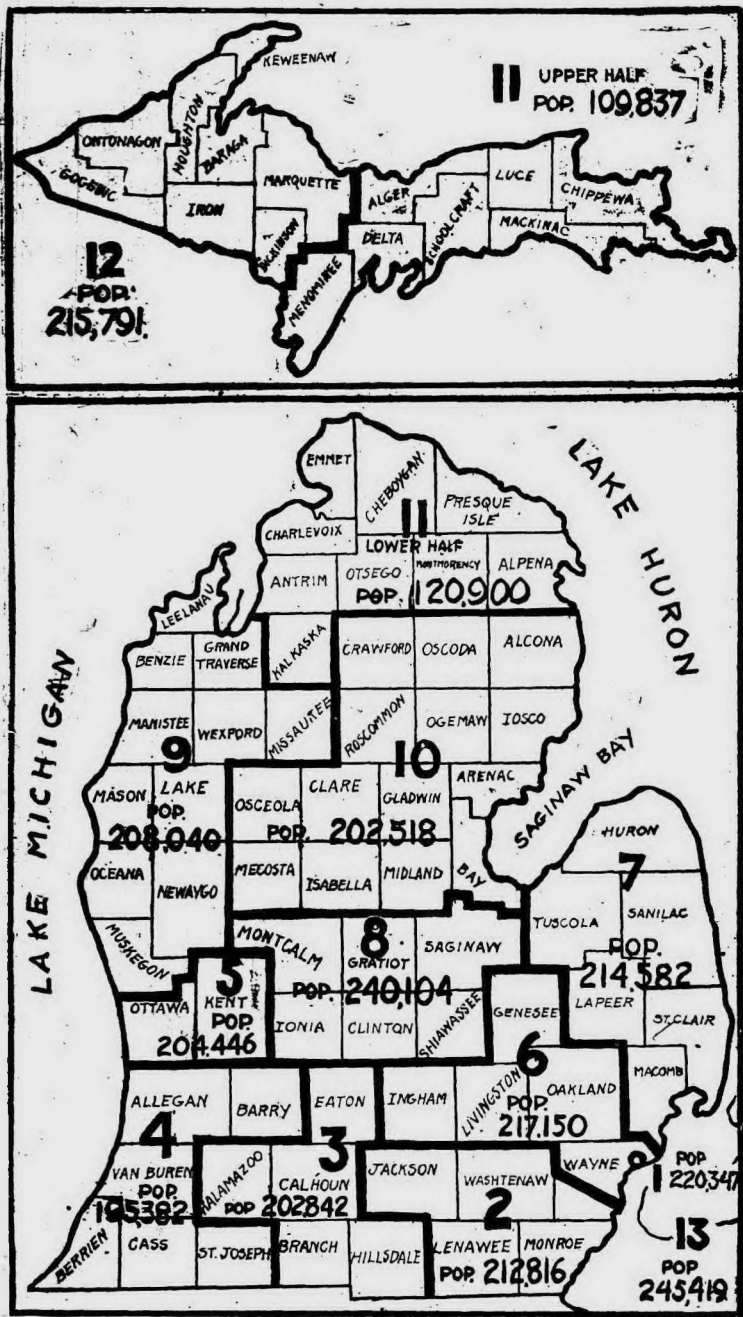 KEWEENAW
11 UPPER HALF
POP. 109,837
ONTONAGON
HOUGHTON
BARAGA
GOGEBIC
MARQUETTE
IRON
DICKINSON
MENOMINEE
ALGER
DELTA
SCHOOLCRAFT
LUCE
CHIPPEWA
MACKINAC
12
POP.
215,791.
LAKE HURON
EMMET
CHEBOYGAN
PRESQUE
ISLE
CHARLEVOIX
11
LOWER HALF
ANTRIM
OTSEGO
MONTMORENCY
ALPENA
POP. 120,900
LEELANAU
BENZIE
GRAND
TRAVERSE
KALKASKA
CRAWFORD
OSCODA
ALCONA
LAKE MICHIGAN
MANISTEE
WEXFORD
MISSAUKEE
ROSCOMMON
OGEMAW
IOSCO
9
10
MASON
LAKE
POP
208,040
OSCEOLA
CLARE
GLADWIN
ARENAC
POP. 202,518
SAGINAW BAY
OCEANA
NEWAYGO
MECOSTA
ISABELLA
MIDLAND
BAY
HURON
7
TUSCOLA
SANILAC
POP.
214,582
MUSKEGON
MONTCALM
8
GRATIOT
SAGINAW
POP. 240,104
5
OTTAWA
KENT
POP
204.446
IONIA
CLINTON
SHIAWASSEE
GENESEE
LAPEER
ST.CLAIR
6
ALLEGAN
BARRY
EATON
INGHAM
LIVINGSTON
OAKLAND
POP.
217,150
MACOMB
4
3
VAN BUREN
POP.
KALAMAZOO
CALHOUN
POP 202,842
JACKSON
WASHTENAW
WAYNE
1 POP
220,347
2
BERRIEN
CASS
ST. JOSEPH
BRANCH
HILLSDALE
LENAWEE
MONROE
POP. 212,816
13
POP
245,419